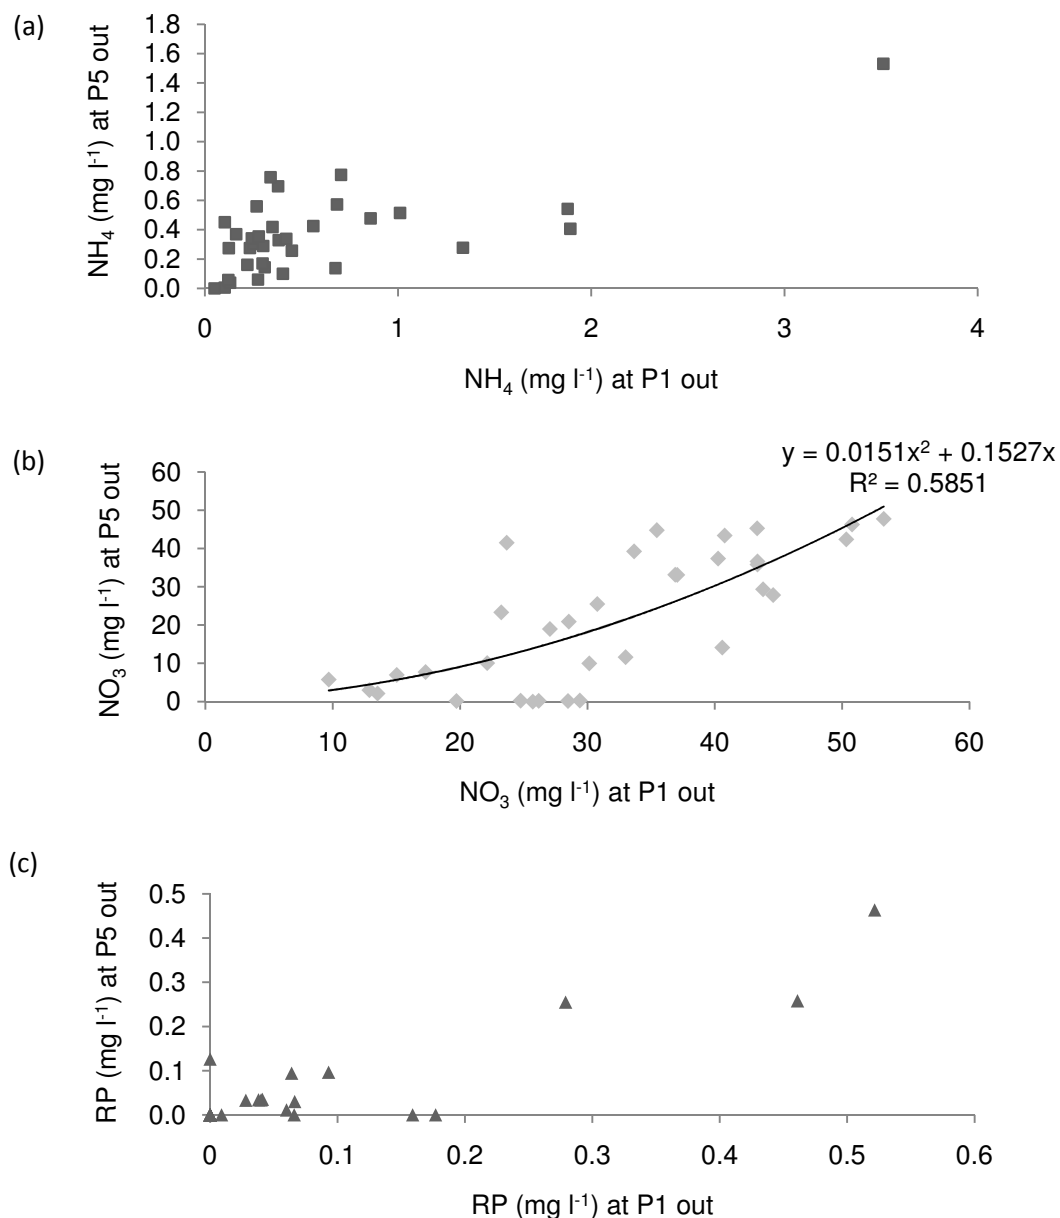 (a)
NH₄ (mg l⁻¹) at P5 out
1.8
1.6
1.4
1.2
1.0
0.8
0.6
0.4
0.2
0.0
0 1 2 3 4
NH₄ (mg l⁻¹) at P1 out
(b)
y = 0.0151x² + 0.1527x
R² = 0.5851
NO₃ (mg l⁻¹) at P5 out
60
50
40
30
20
10
0
0 10 20 30 40 50 60
NO₃ (mg l⁻¹) at P1 out
(c)
RP (mg l⁻¹) at P5 out
0.5
0.4
0.3
0.2
0.1
0.0
0 0.1 0.2 0.3 0.4 0.5 0.6
RP (mg l⁻¹) at P1 out